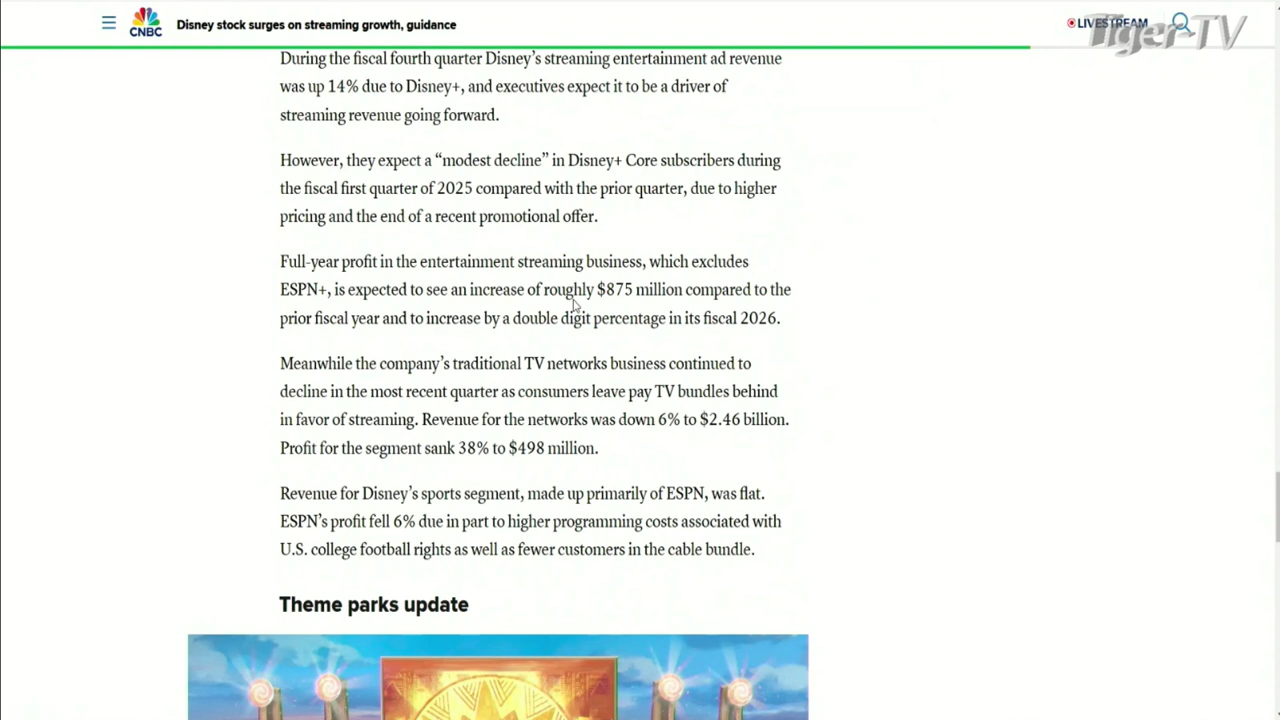 CNBC
Disney stock surges on streaming growth, guidance
LIVESTREAM
Tiger-TV
During the fiscal fourth quarter Disney’s streaming entertainment ad revenue
was up 14% due to Disney+, and executives expect it to be a driver of
streaming revenue going forward.
However, they expect a “modest decline” in Disney+ Core subscribers during
the fiscal first quarter of 2025 compared with the prior quarter, due to higher
pricing and the end of a recent promotional offer.
Full-year profit in the entertainment streaming business, which excludes
ESPN+, is expected to see an increase of roughly $875 million compared to the
prior fiscal year and to increase by a double digit percentage in its fiscal 2026.
Meanwhile the company’s traditional TV networks business continued to
decline in the most recent quarter as consumers leave pay TV bundles behind
in favor of streaming. Revenue for the networks was down 6% to $2.46 billion.
Profit for the segment sank 38% to $498 million.
Revenue for Disney’s sports segment, made up primarily of ESPN, was flat.
ESPN’s profit fell 6% due in part to higher programming costs associated with
U.S. college football rights as well as fewer customers in the cable bundle.
Theme parks update